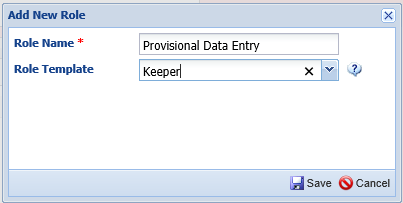 Add New Role
Role Name * Provisional Data Entry
Role Template Keeper
Save Cancel